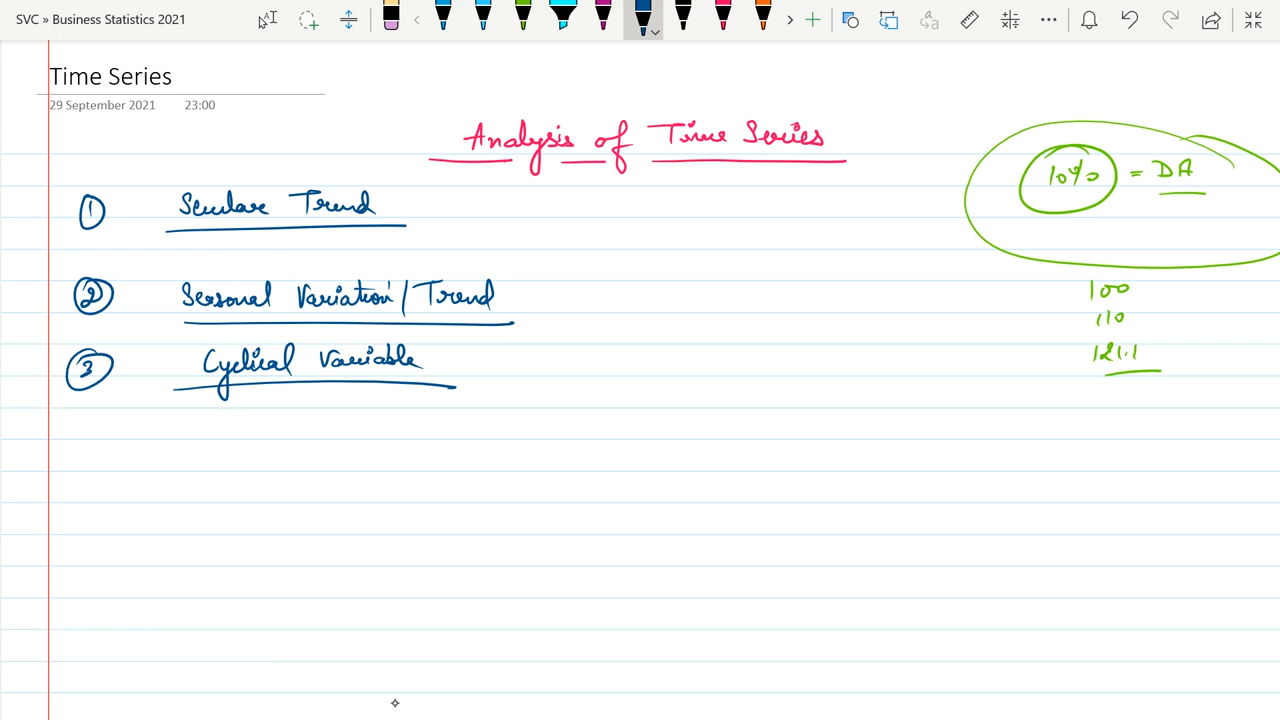 SVC » Business Statistics 2021
Time Series
29 September 2021 23:00
Analysis of Time Series
10% = DA
① Secular Trend
100
② Seasonal Variation / Trend
110
121.1
③ Cyclical Variable